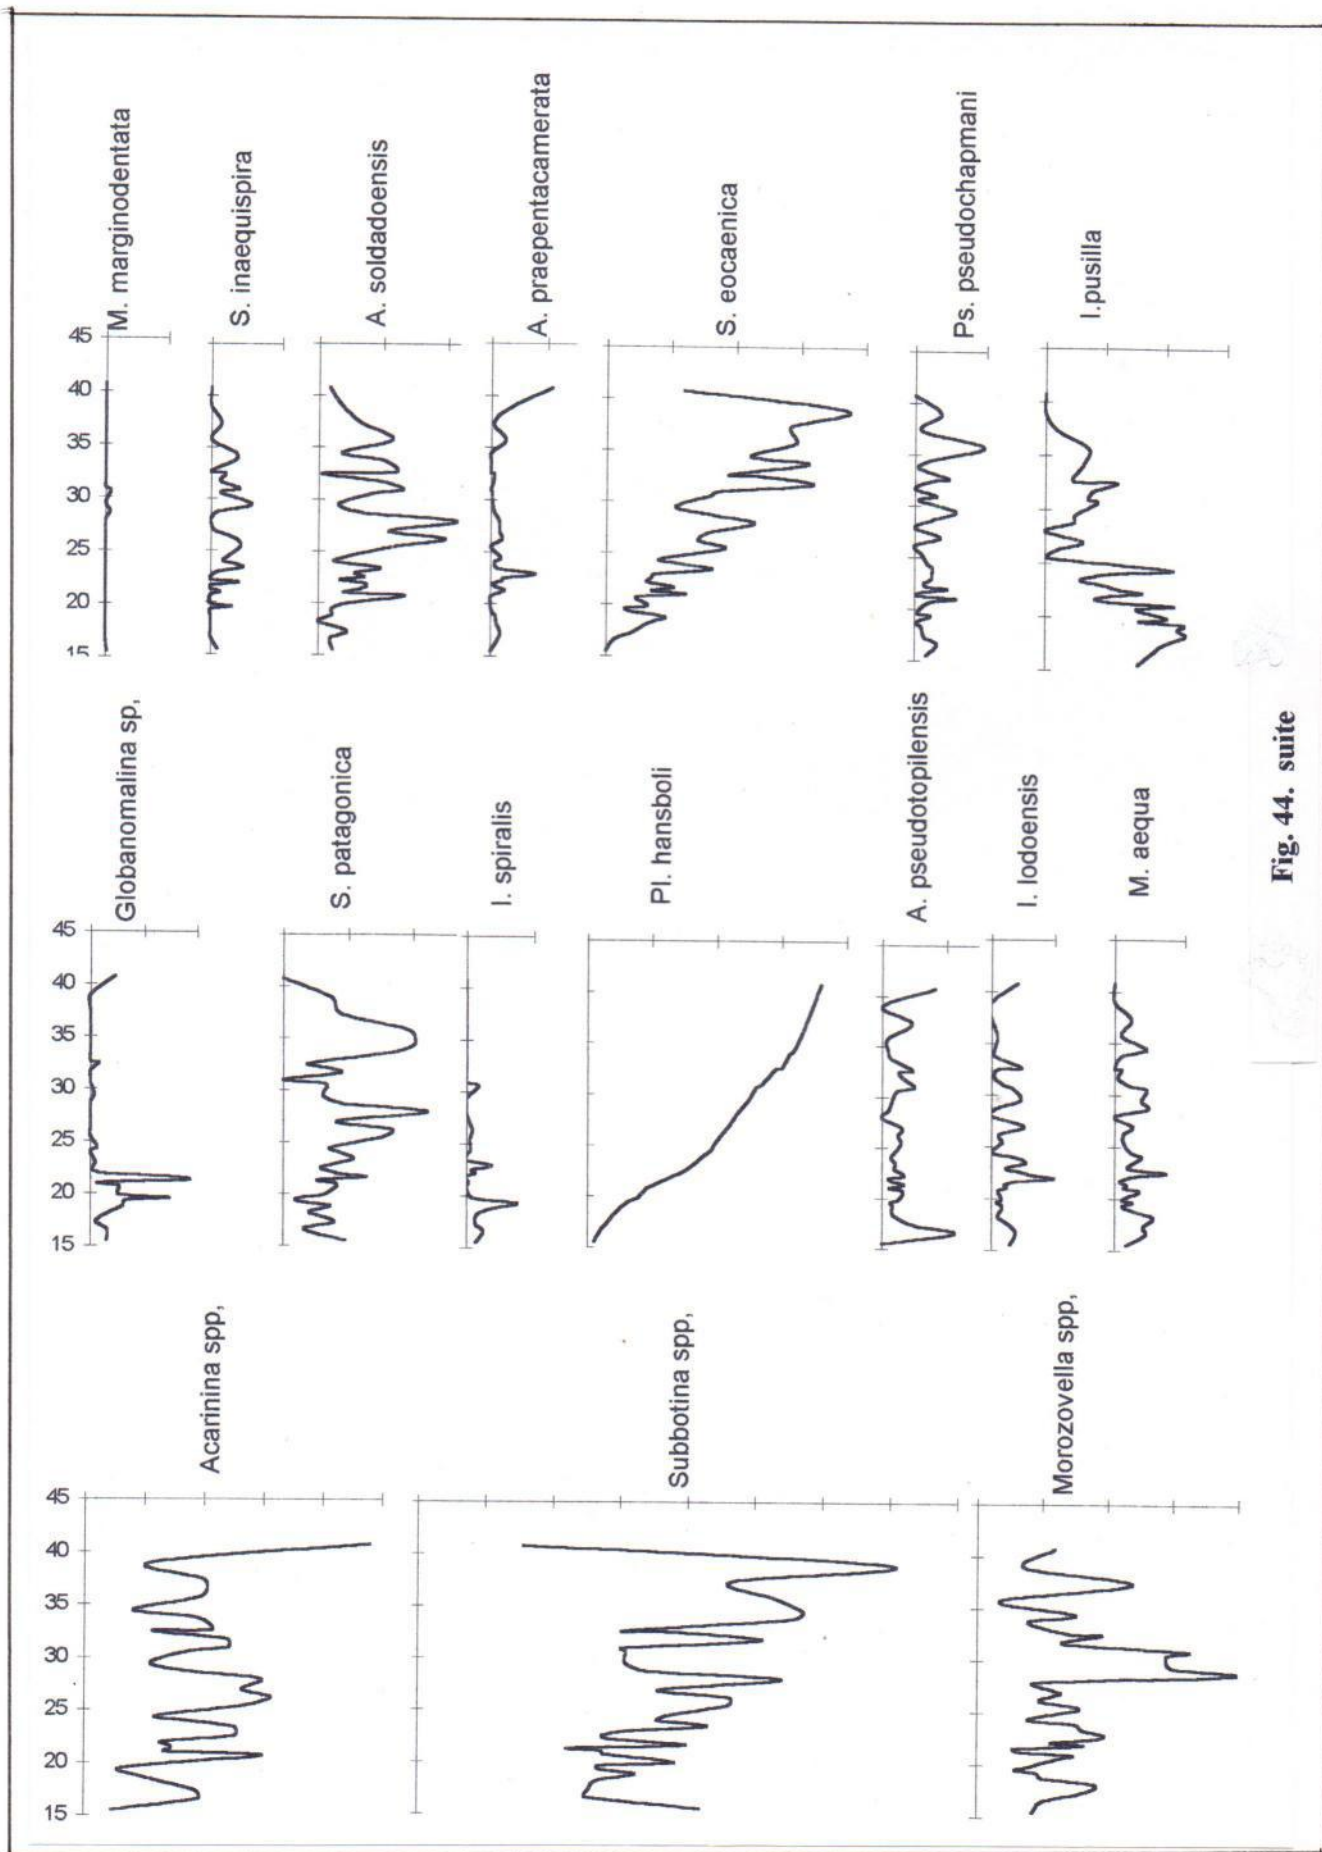 M. marginodentata
S. inaequispira
A. soldadoensis
A. praepentacamerata
S. eocaenica
Ps. pseudochapmani
I.pusilla
45
40
35
30
25
20
15
Globanomalina sp,
S. patagonica
I. spiralis
Pl. hansboli
A. pseudotopilensis
I. lodoensis
M. aequa
45
40
35
30
25
20
15
Acarinina spp,
Subbotina spp,
Morozovella spp,
45
40
35
30
25
20
15
Fig. 44. suite